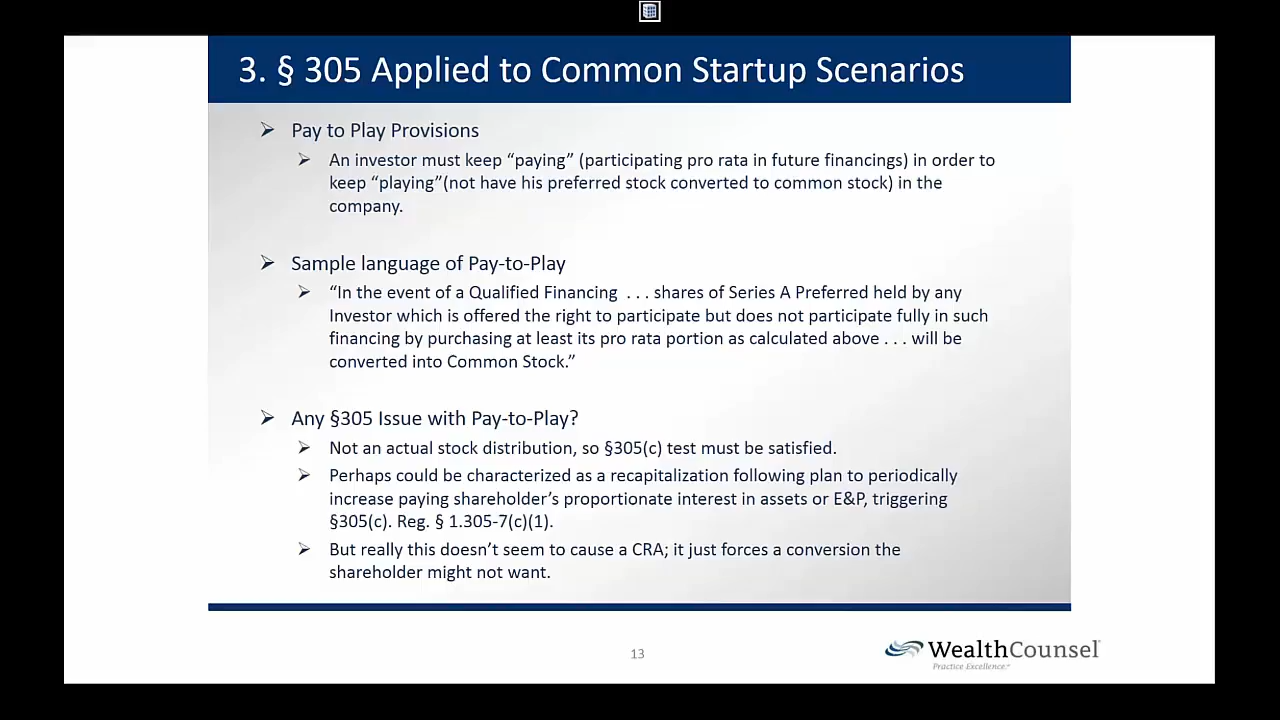 3. § 305 Applied to Common Startup Scenarios
Pay to Play Provisions
An investor must keep “paying” (participating pro rata in future financings) in order to
keep “playing”(not have his preferred stock converted to common stock) in the
company.
Sample language of Pay-to-Play
“In the event of a Qualified Financing . . . shares of Series A Preferred held by any
Investor which is offered the right to participate but does not participate fully in such
financing by purchasing at least its pro rata portion as calculated above . . . will be
converted into Common Stock.”
Any §305 Issue with Pay-to-Play?
Not an actual stock distribution, so §305(c) test must be satisfied.
Perhaps could be characterized as a recapitalization following plan to periodically
increase paying shareholder’s proportionate interest in assets or E&P, triggering
§305(c). Reg. § 1.305-7(c)(1).
But really this doesn’t seem to cause a CRA; it just forces a conversion the
shareholder might not want.
13
WealthCounsel
Practice Excellence.